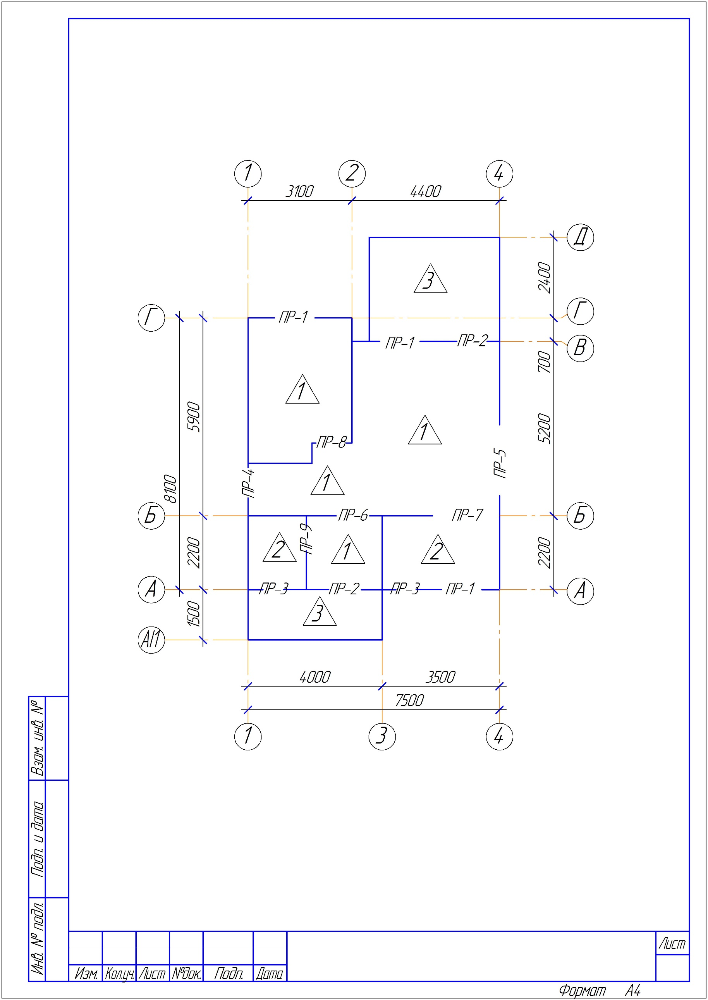 1 2 4
3100 4400
Д
2400
3
Г ПР-1 Г
ПР-1 ПР-2 В
700
1
5900 5200
1
ПР-8
ПР-5
8100 ПР-4
1
Б ПР-6 ПР-7 Б
ПР-9
2200 2 1 2 2200
А ПР-3 ПР-2 ПР-3 ПР-1 А
1500 3
А/1
4000 3500
7500
1 3 4
Взам. инв. №
Подп. и дата
Инв. № подл.
Лист
Изм. Кол.уч. Лист №док. Подп. Дата
Формат А4